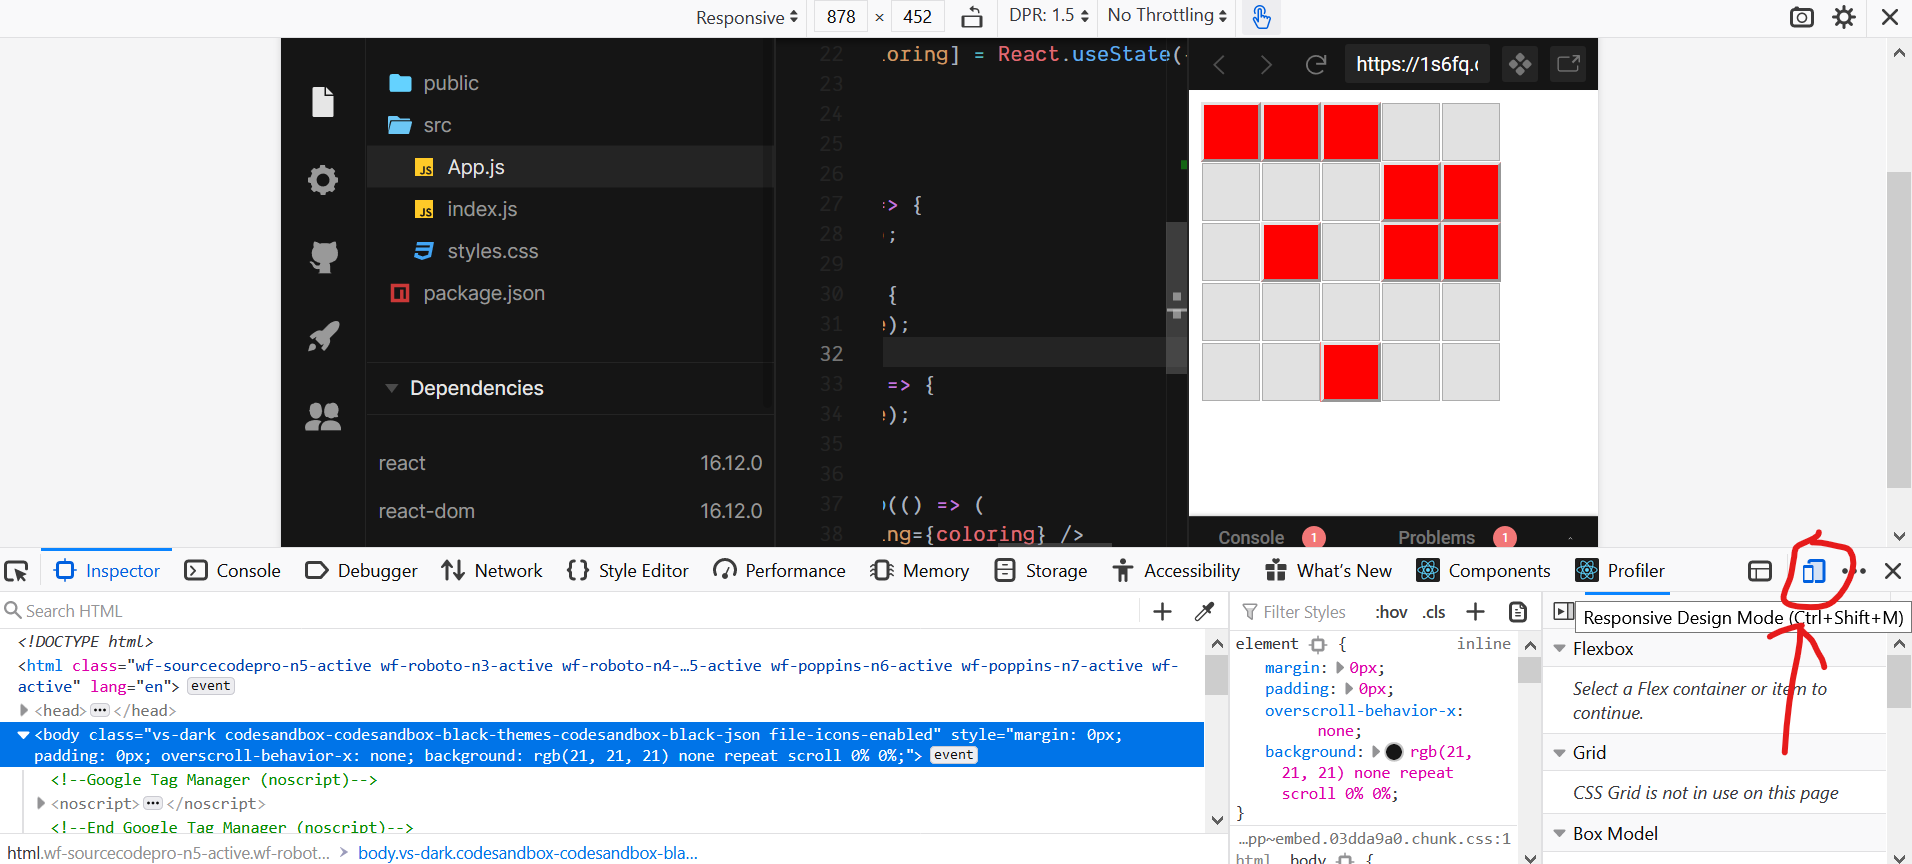 Responsive 878 × 452 DPR: 1.5 No Throttling
public
src
App.js
index.js
styles.css
package.json
Dependencies
react 16.12.0
react-dom 16.12.0
22 oring] = React.useState(
23
24
25
26
27 => {
28 ;
29
30 {
31 );
32
33 => {
34 );
35
36
37 (() => (
38 ng={coloring} />
https://1s6fq.c
Console 1 Problems 1
Inspector Console Debugger Network {} Style Editor Performance Memory Storage Accessibility What's New Components Profiler
Search HTML
<!DOCTYPE html>
<html class="wf-sourcecodepro-n5-active wf-roboto-n3-active wf-roboto-n4-…5-active wf-poppins-n6-active wf-poppins-n7-active wf-
active" lang="en"> event
<head> ••• </head>
<body class="vs-dark codesandbox-codesandbox-black-themes-codesandbox-black-json file-icons-enabled" style="margin: 0px;
padding: 0px; overscroll-behavior-x: none; background: rgb(21, 21, 21) none repeat scroll 0% 0%;"> event
<!--Google Tag Manager (noscript)-->
<noscript> ••• </noscript>
<!--End Google Tag Manager (noscript)-->
html.wf-sourcecodepro-n5-active.wf-robot... > body.vs-dark.codesandbox-codesandbox-bla...
Filter Styles :hov .cls
element { inline
margin: 0px;
padding: 0px;
overscroll-behavior-x:
none;
background: rgb(21,
21, 21) none repeat
scroll 0% 0%;
}
…pp~embed.03dda9a0.chunk.css:1
html, body {
Responsive Design Mode (Ctrl+Shift+M)
Flexbox
Select a Flex container or item to
continue.
Grid
CSS Grid is not in use on this page
Box Model